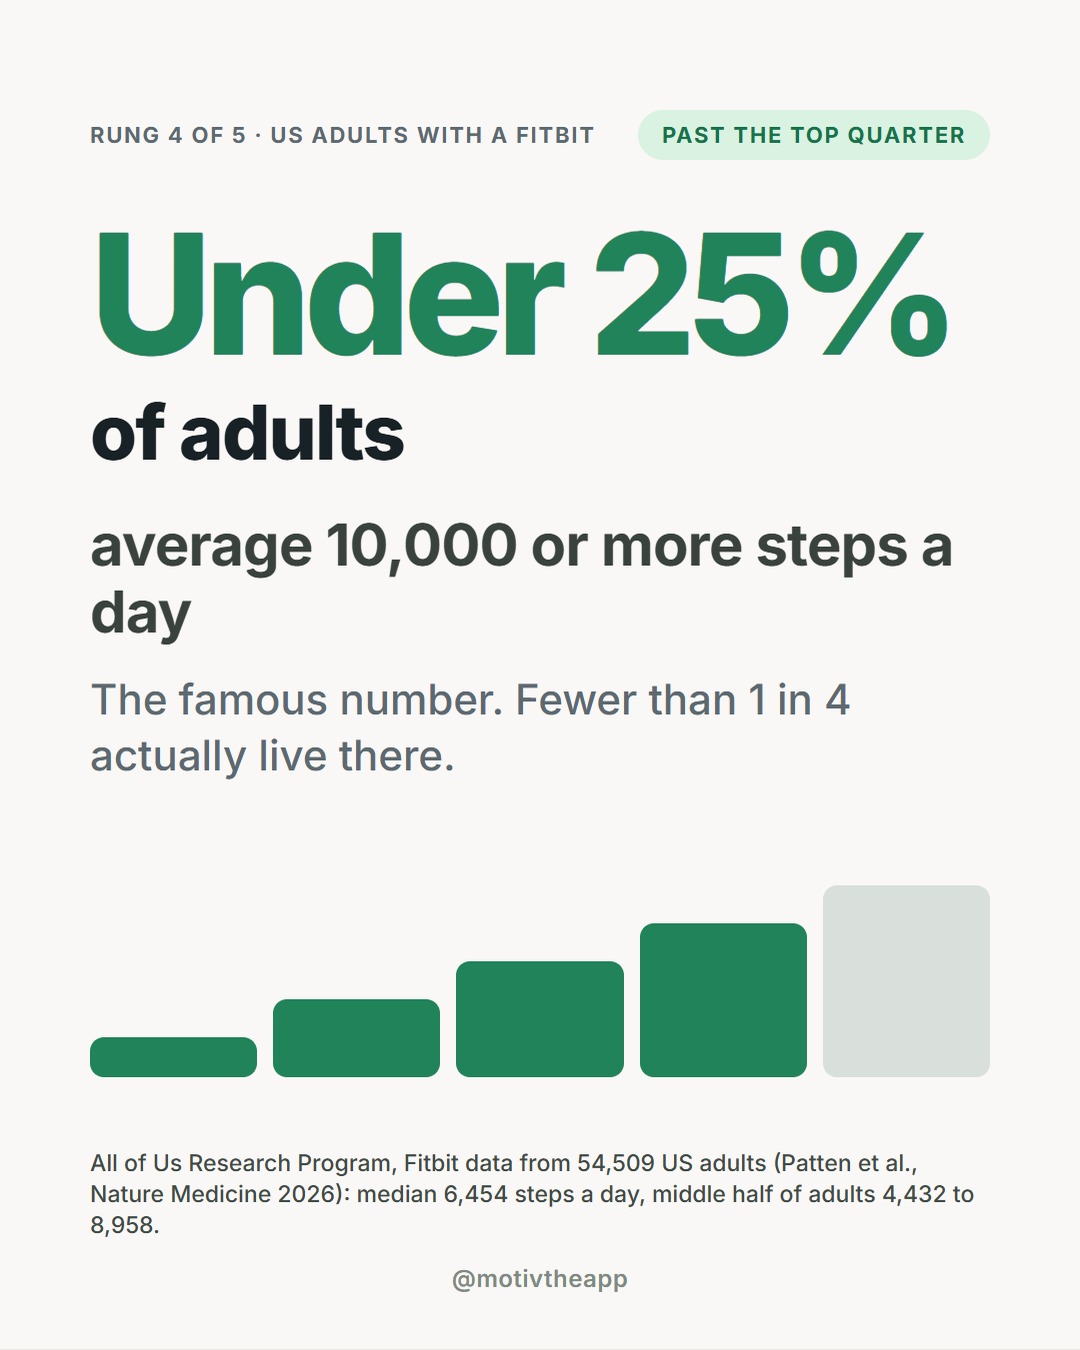 RUNG 4 OF 5 · US ADULTS WITH A FITBIT
PAST THE TOP QUARTER
Under 25%
of adults
average 10,000 or more steps a
day
The famous number. Fewer than 1 in 4
actually live there.
All of Us Research Program, Fitbit data from 54,509 US adults (Patten et al.,
Nature Medicine 2026): median 6,454 steps a day, middle half of adults 4,432 to
8,958.
@motivtheapp